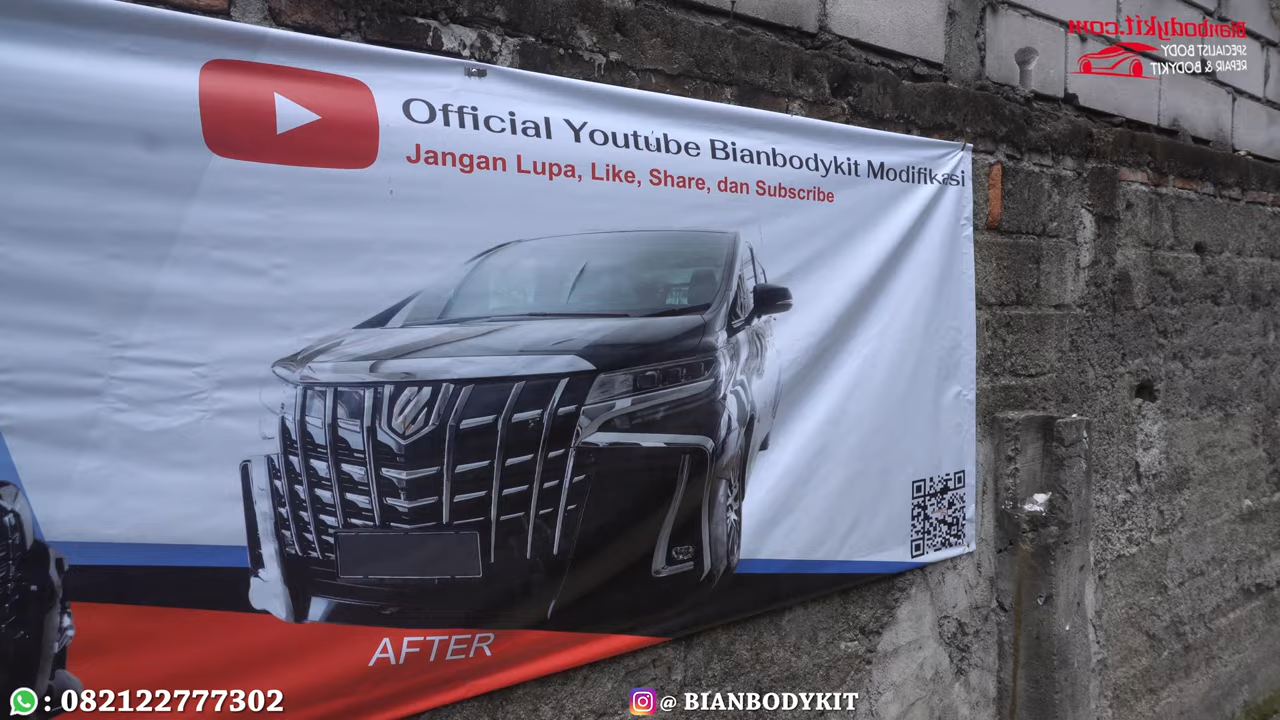 Bianbodykit.com
SPECIALIST BODY
REPAIR & BODYKIT
Official Youtube Bianbodykit Modifikasi
Jangan Lupa, Like, Share, dan Subscribe
AFTER
: 082122777302
@ BIANBODYKIT